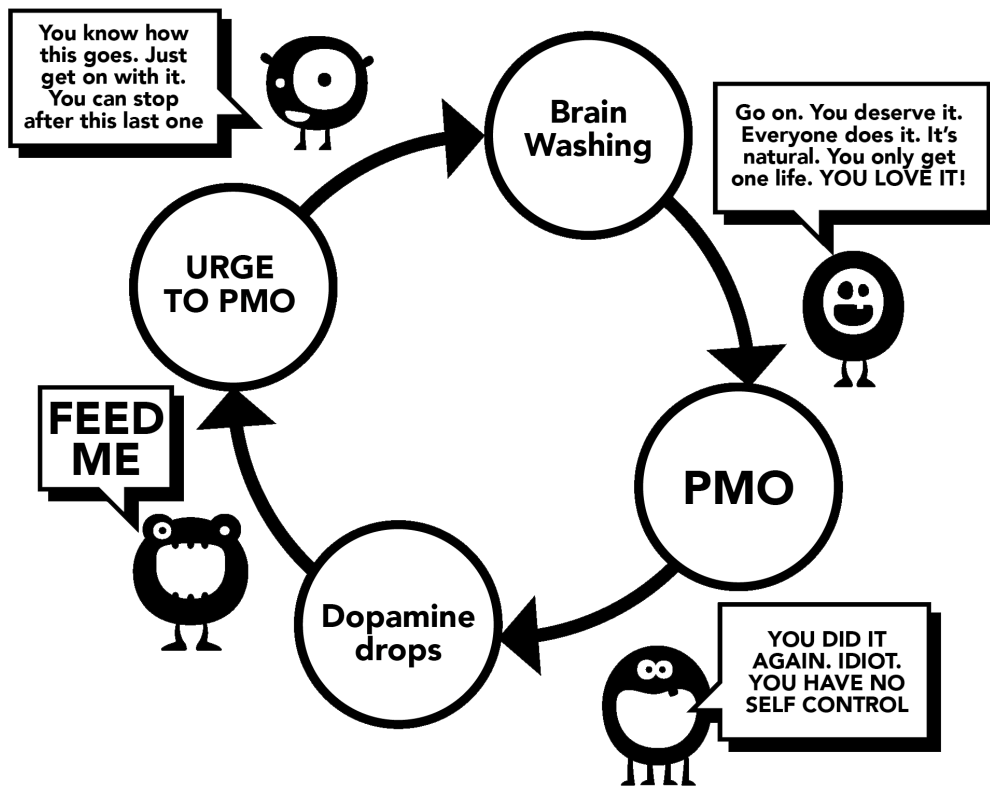 You know how
this goes. Just
get on with it.
You can stop
after this last one
Brain
Washing
Go on. You deserve it.
Everyone does it. It's
natural. You only get
one life. YOU LOVE IT!
URGE
TO PMO
FEED
ME
PMO
Dopamine
drops
YOU DID IT
AGAIN. IDIOT.
YOU HAVE NO
SELF CONTROL